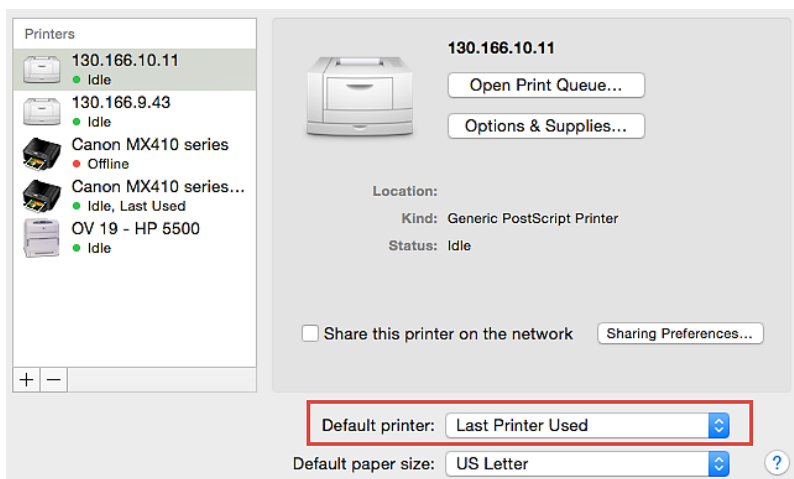 Printers
130.166.10.11
Idle
130.166.9.43
Idle
Canon MX410 series
Offline
Canon MX410 series...
Idle, Last Used
OV 19 - HP 5500
Idle
+ −
130.166.10.11
Open Print Queue...
Options & Supplies...
Location:
Kind: Generic PostScript Printer
Status: Idle
Share this printer on the network Sharing Preferences...
Default printer: Last Printer Used
Default paper size: US Letter ?